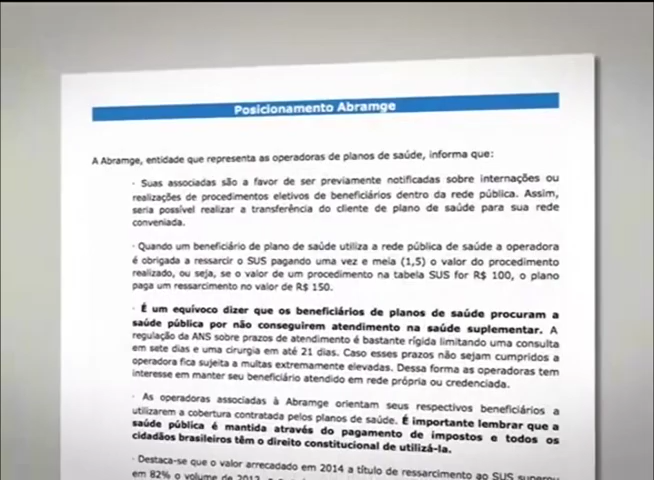 Posicionamento Abramge
A Abramge, entidade que representa as operadoras de planos de saúde, informa que:
· Suas associadas são a favor de ser previamente notificadas sobre internações ou
realizações de procedimentos eletivos de beneficiários dentro da rede pública. Assim,
seria possível realizar a transferência do cliente de plano de saúde para sua rede
conveniada.
· Quando um beneficiário de plano de saúde utiliza a rede pública de saúde a operadora
é obrigada a ressarcir o SUS pagando uma vez e meia (1,5) o valor do procedimento
realizado, ou seja, se o valor de um procedimento na tabela SUS for R$ 100, o plano
paga um ressarcimento no valor de R$ 150.
· É um equívoco dizer que os beneficiários de planos de saúde procuram a
saúde pública por não conseguirem atendimento na saúde suplementar. A
regulação da ANS sobre prazos de atendimento é bastante rígida limitando uma consulta
em sete dias e uma cirurgia em até 21 dias. Caso esses prazos não sejam cumpridos a
operadora fica sujeita a multas extremamente elevadas. Dessa forma as operadoras tem
interesse em manter seu beneficiário atendido em rede própria ou credenciada.
· As operadoras associadas à Abramge orientam seus respectivos beneficiários a
utilizarem a cobertura contratada pelos planos de saúde. É importante lembrar que a
saúde pública é mantida através do pagamento de impostos e todos os
cidadãos brasileiros têm o direito constitucional de utilizá-la.
· Destaca-se que o valor arrecadado em 2014 a título de ressarcimento ao SUS superou
em 82% o volume de 2013